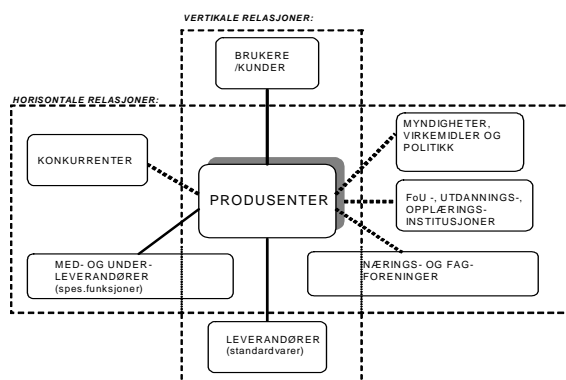 VERTIKALE RELASJONER:
BRUKERE
/KUNDER
HORISONTALE RELASJONER:
MYNDIGHETER,
VIRKEMIDLER OG
POLITIKK
KONKURRENTER
PRODUSENTER
FoU -, UTDANNINGS-,
OPPLÆRINGS-
INSTITUSJONER
MED- OG UNDER-
LEVERANDØRER
(spes.funksjoner)
NÆRINGS- OG FAG-
FORENINGER
LEVERANDØRER
(standardvarer)